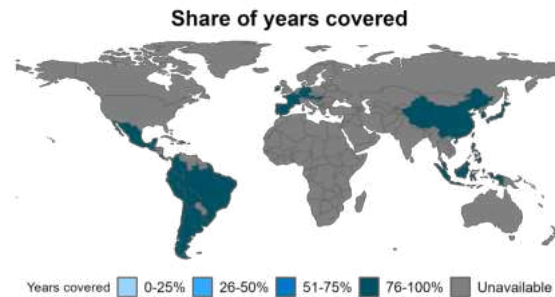 Share of years covered
Years covered 0-25% 26-50% 51-75% 76-100% Unavailable